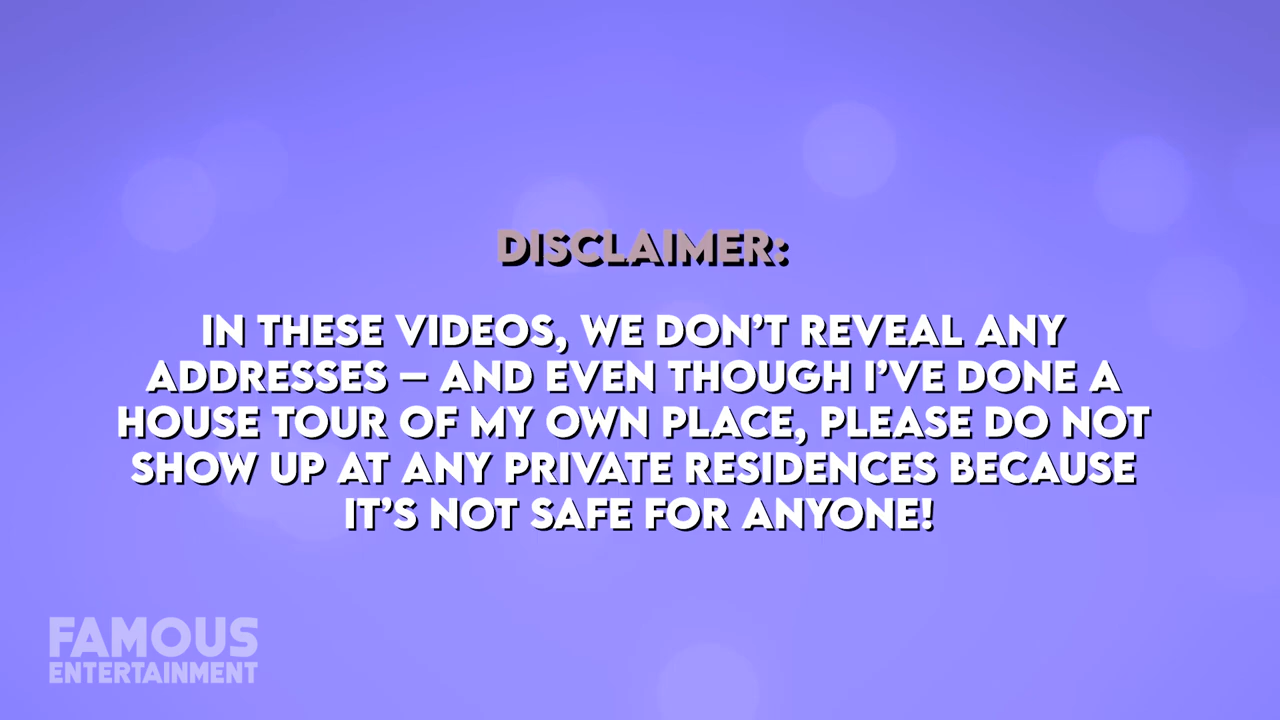 DISCLAIMER:
IN THESE VIDEOS, WE DON'T REVEAL ANY
ADDRESSES – AND EVEN THOUGH I'VE DONE A
HOUSE TOUR OF MY OWN PLACE, PLEASE DO NOT
SHOW UP AT ANY PRIVATE RESIDENCES BECAUSE
IT'S NOT SAFE FOR ANYONE!
FAMOUS
ENTERTAINMENT